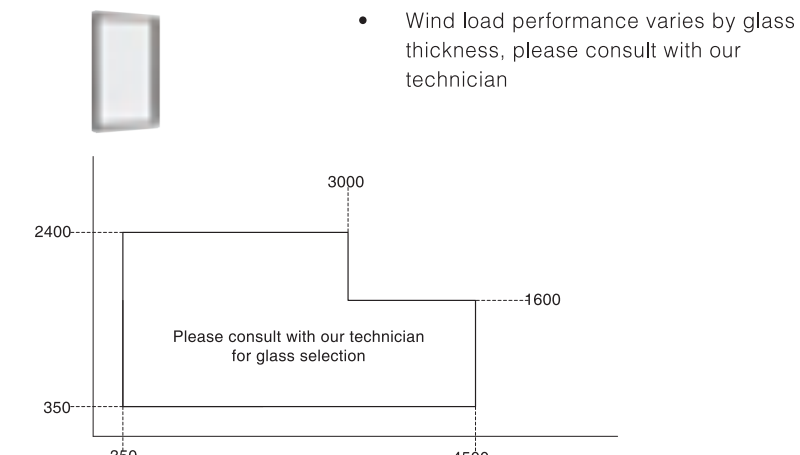 • Wind load performance varies by glass
thickness, please consult with our
technician
3000
2400
1600
Please consult with our technician
for glass selection
350